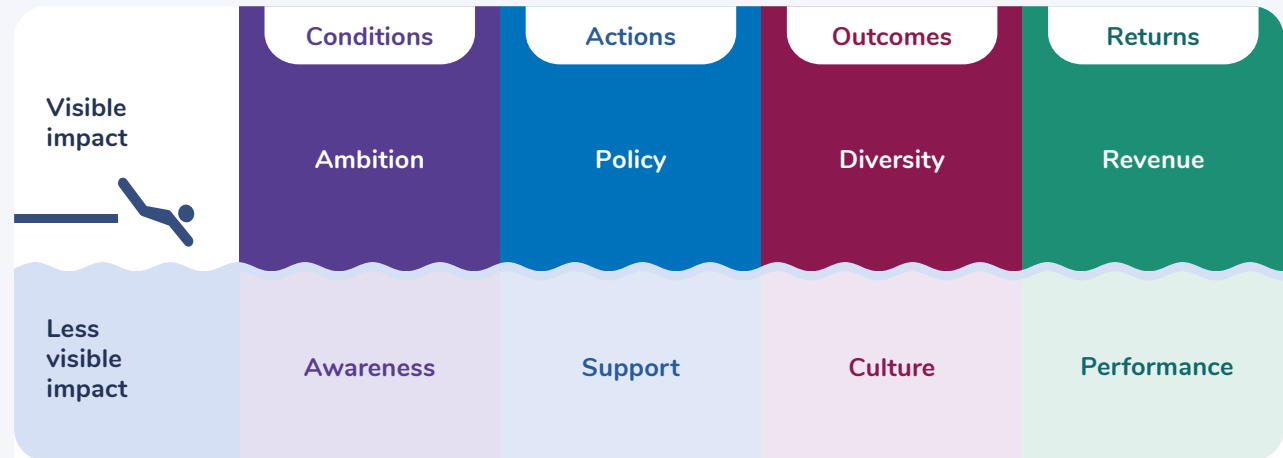 Conditions
Actions
Outcomes
Returns
Visible
impact
Ambition
Policy
Diversity
Revenue
Less
visible
impact
Awareness
Support
Culture
Performance